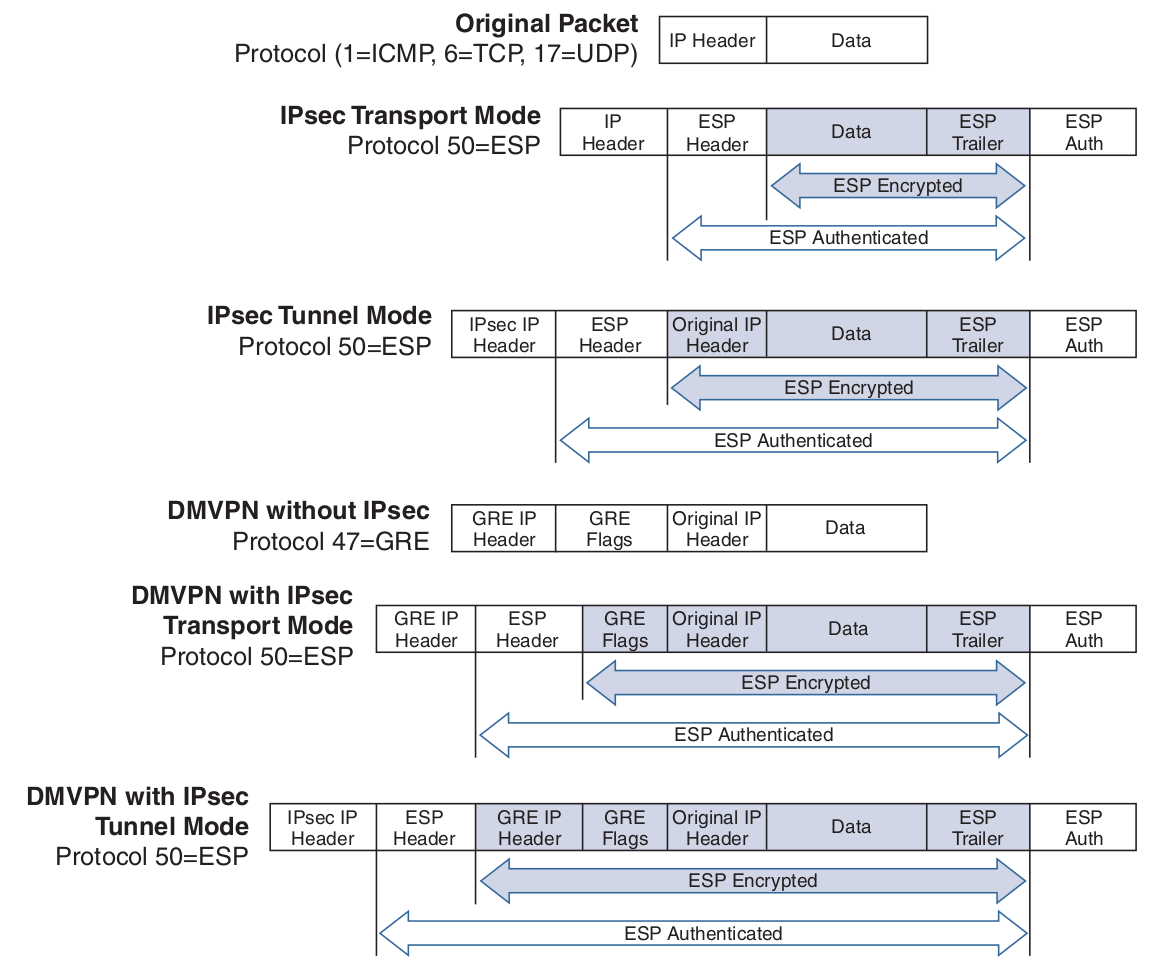 Original Packet
Protocol (1=ICMP, 6=TCP, 17=UDP)
IP Header
Data
IPsec Transport Mode
Protocol 50=ESP
IP
Header
ESP
Header
Data
ESP
Trailer
ESP
Auth
ESP Encrypted
ESP Authenticated
IPsec Tunnel Mode
Protocol 50=ESP
IPsec IP
Header
ESP
Header
Original IP
Header
Data
ESP
Trailer
ESP
Auth
ESP Encrypted
ESP Authenticated
DMVPN without IPsec
Protocol 47=GRE
GRE IP
Header
GRE
Flags
Original IP
Header
Data
DMVPN with IPsec
Transport Mode
Protocol 50=ESP
GRE IP
Header
ESP
Header
GRE
Flags
Original IP
Header
Data
ESP
Trailer
ESP
Auth
ESP Encrypted
ESP Authenticated
DMVPN with IPsec
Tunnel Mode
Protocol 50=ESP
IPsec IP
Header
ESP
Header
GRE IP
Header
GRE
Flags
Original IP
Header
Data
ESP
Trailer
ESP
Auth
ESP Encrypted
ESP Authenticated